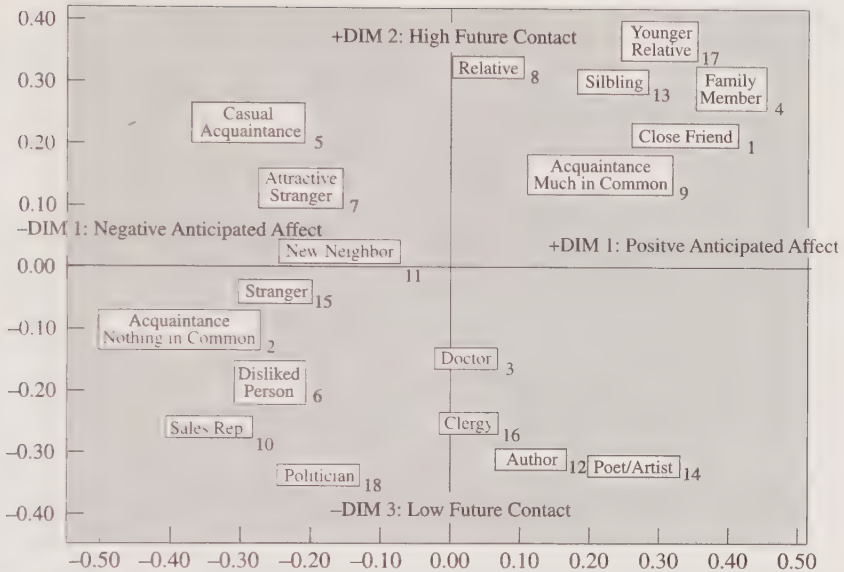 0.40
+DIM 2: High Future Contact
Younger
Relative
17
0.30
Relative
8
Silbling
13
Family
Member
4
Casual
Acquaintance
5
0.20
Close Friend
1
Attractive
Stranger
7
Acquaintance
Much in Common
9
0.10
–DIM 1: Negative Anticipated Affect
+DIM 1: Positve Anticipated Affect
New Neighbor
11
0.00
Stranger
15
Acquaintance
Nothing in Common
2
–0.10
Doctor
3
Disliked
Person
6
–0.20
Sales Rep.
10
Clergy
16
–0.30
Author
12
Poet/Artist
14
Politician
18
–DIM 3: Low Future Contact
–0.40
–0.50 –0.40 –0.30 –0.20 –0.10 0.00 0.10 0.20 0.30 0.40 0.50